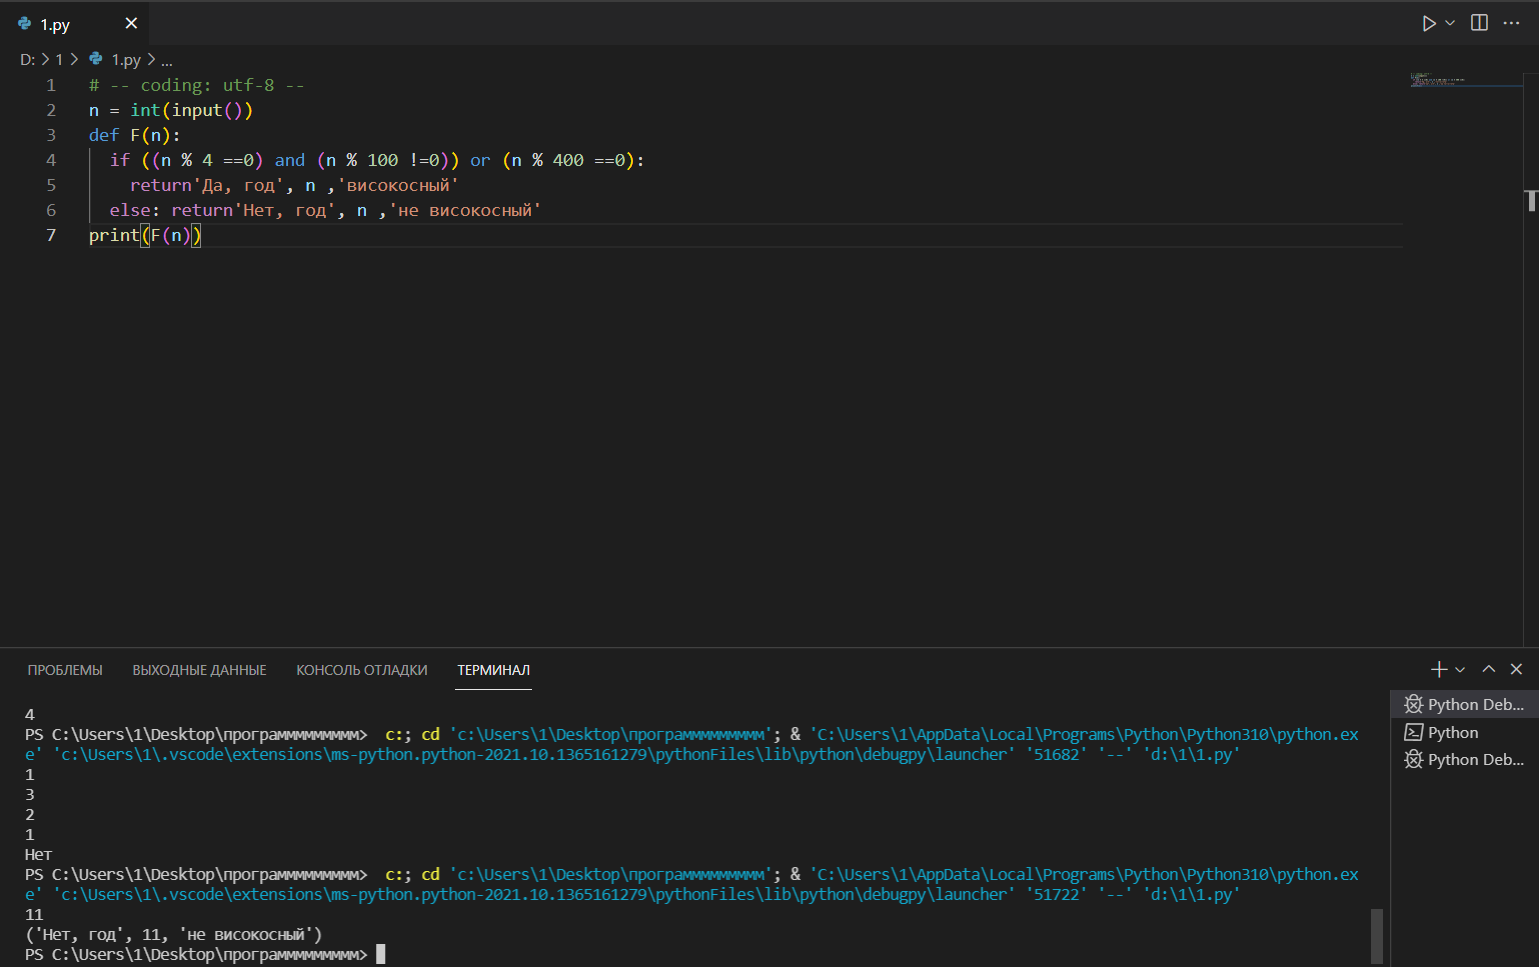 1.py
D: > 1 > 1.py > ...
1 # -- coding: utf-8 --
2 n = int(input())
3 def F(n):
4   if ((n % 4 ==0) and (n % 100 !=0)) or (n % 400 ==0):
5     return'Да, год', n ,'високосный'
6   else: return'Нет, год', n ,'не високосный'
7 print(F(n))
ПРОБЛЕМЫ ВЫХОДНЫЕ ДАННЫЕ КОНСОЛЬ ОТЛАДКИ ТЕРМИНАЛ
4
PS C:\Users\1\Desktop\программмммммммм>  c:; cd 'c:\Users\1\Desktop\программмммммммм'; & 'C:\Users\1\AppData\Local\Programs\Python\Python310\python.ex
e' 'c:\Users\1\.vscode\extensions\ms-python.python-2021.10.1365161279\pythonFiles\lib\python\debugpy\launcher' '51682' '--' 'd:\1\1.py'
1
3
2
1
Нет
PS C:\Users\1\Desktop\программмммммммм>  c:; cd 'c:\Users\1\Desktop\программмммммммм'; & 'C:\Users\1\AppData\Local\Programs\Python\Python310\python.ex
e' 'c:\Users\1\.vscode\extensions\ms-python.python-2021.10.1365161279\pythonFiles\lib\python\debugpy\launcher' '51722' '--' 'd:\1\1.py'
11
('Нет, год', 11, 'не високосный')
PS C:\Users\1\Desktop\программмммммммм>
Python Deb...
Python
Python Deb...